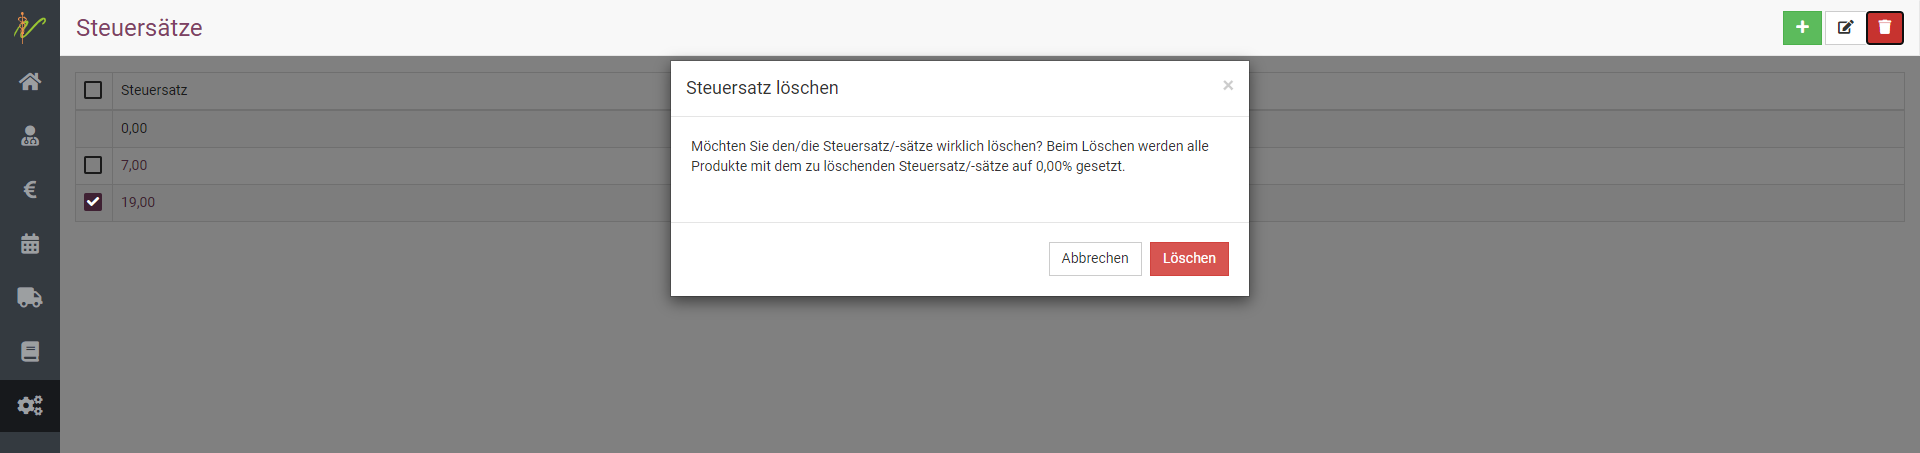 Steuersätze
Steuersatz
0,00
7,00
19,00
Steuersatz löschen
×
Möchten Sie den/die Steuersatz/-sätze wirklich löschen? Beim Löschen werden alle
Produkte mit dem zu löschenden Steuersatz/-sätze auf 0,00% gesetzt.
Abbrechen
Löschen